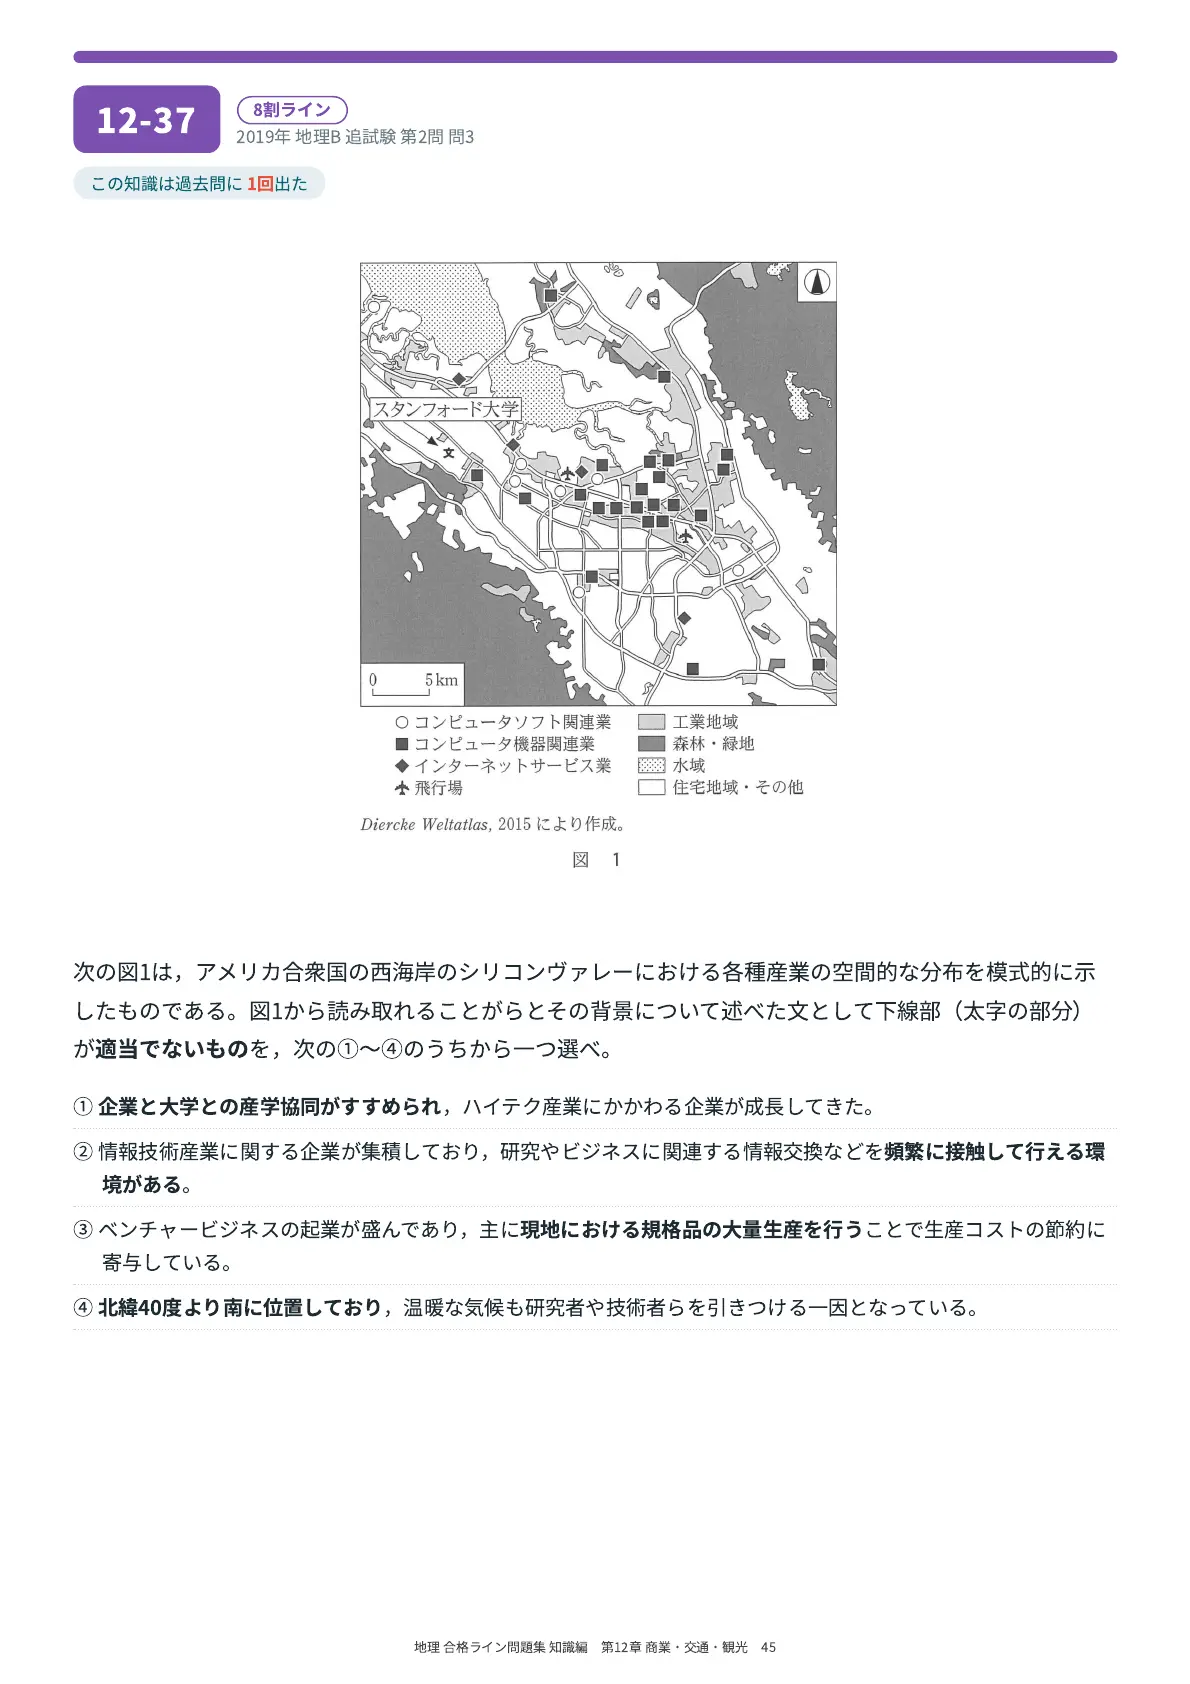 12-37
8割ライン
2019年 地理B 追試験 第2問 問3
この知識は過去問に 1回出た
スタンフォード大学
文
0 5km
○ コンピュータソフト関連業
■ コンピュータ機器関連業
◆ インターネットサービス業
飛行場
工業地域
森林・緑地
水域
住宅地域・その他
Diercke Weltatlas, 2015 により作成。
図 1
次の図1は，アメリカ合衆国の西海岸のシリコンヴァレーにおける各種産業の空間的な分布を模式的に示
したものである。図1から読み取れることがらとその背景について述べた文として下線部（太字の部分）
が適当でないものを，次の①～④のうちから一つ選べ。
① 企業と大学との産学協同がすすめられ，ハイテク産業にかかわる企業が成長してきた。
② 情報技術産業に関する企業が集積しており，研究やビジネスに関連する情報交換などを頻繁に接触して行える環
境がある。
③ ベンチャービジネスの起業が盛んであり，主に現地における規格品の大量生産を行うことで生産コストの節約に
寄与している。
④ 北緯40度より南に位置しており，温暖な気候も研究者や技術者らを引きつける一因となっている。
地理 合格ライン問題集 知識編 第12章 商業・交通・観光 45